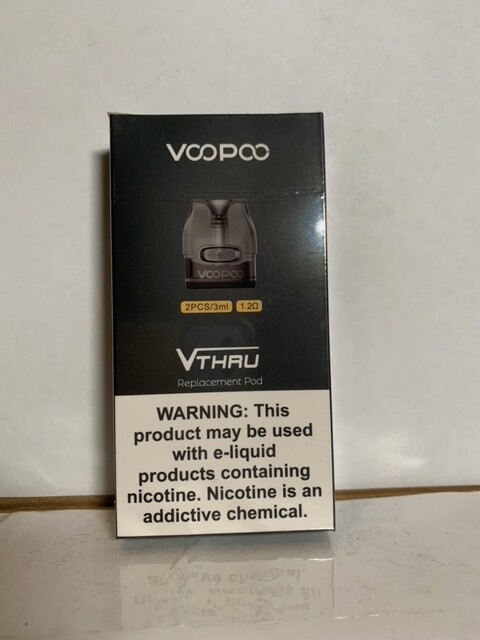 VOOPOO
VOOPOO
2PCS/3ml 1.2Ω
VTHRU
Replacement Pod
WARNING: This
product may be used
with e-liquid
products containing
nicotine. Nicotine is an
addictive chemical.